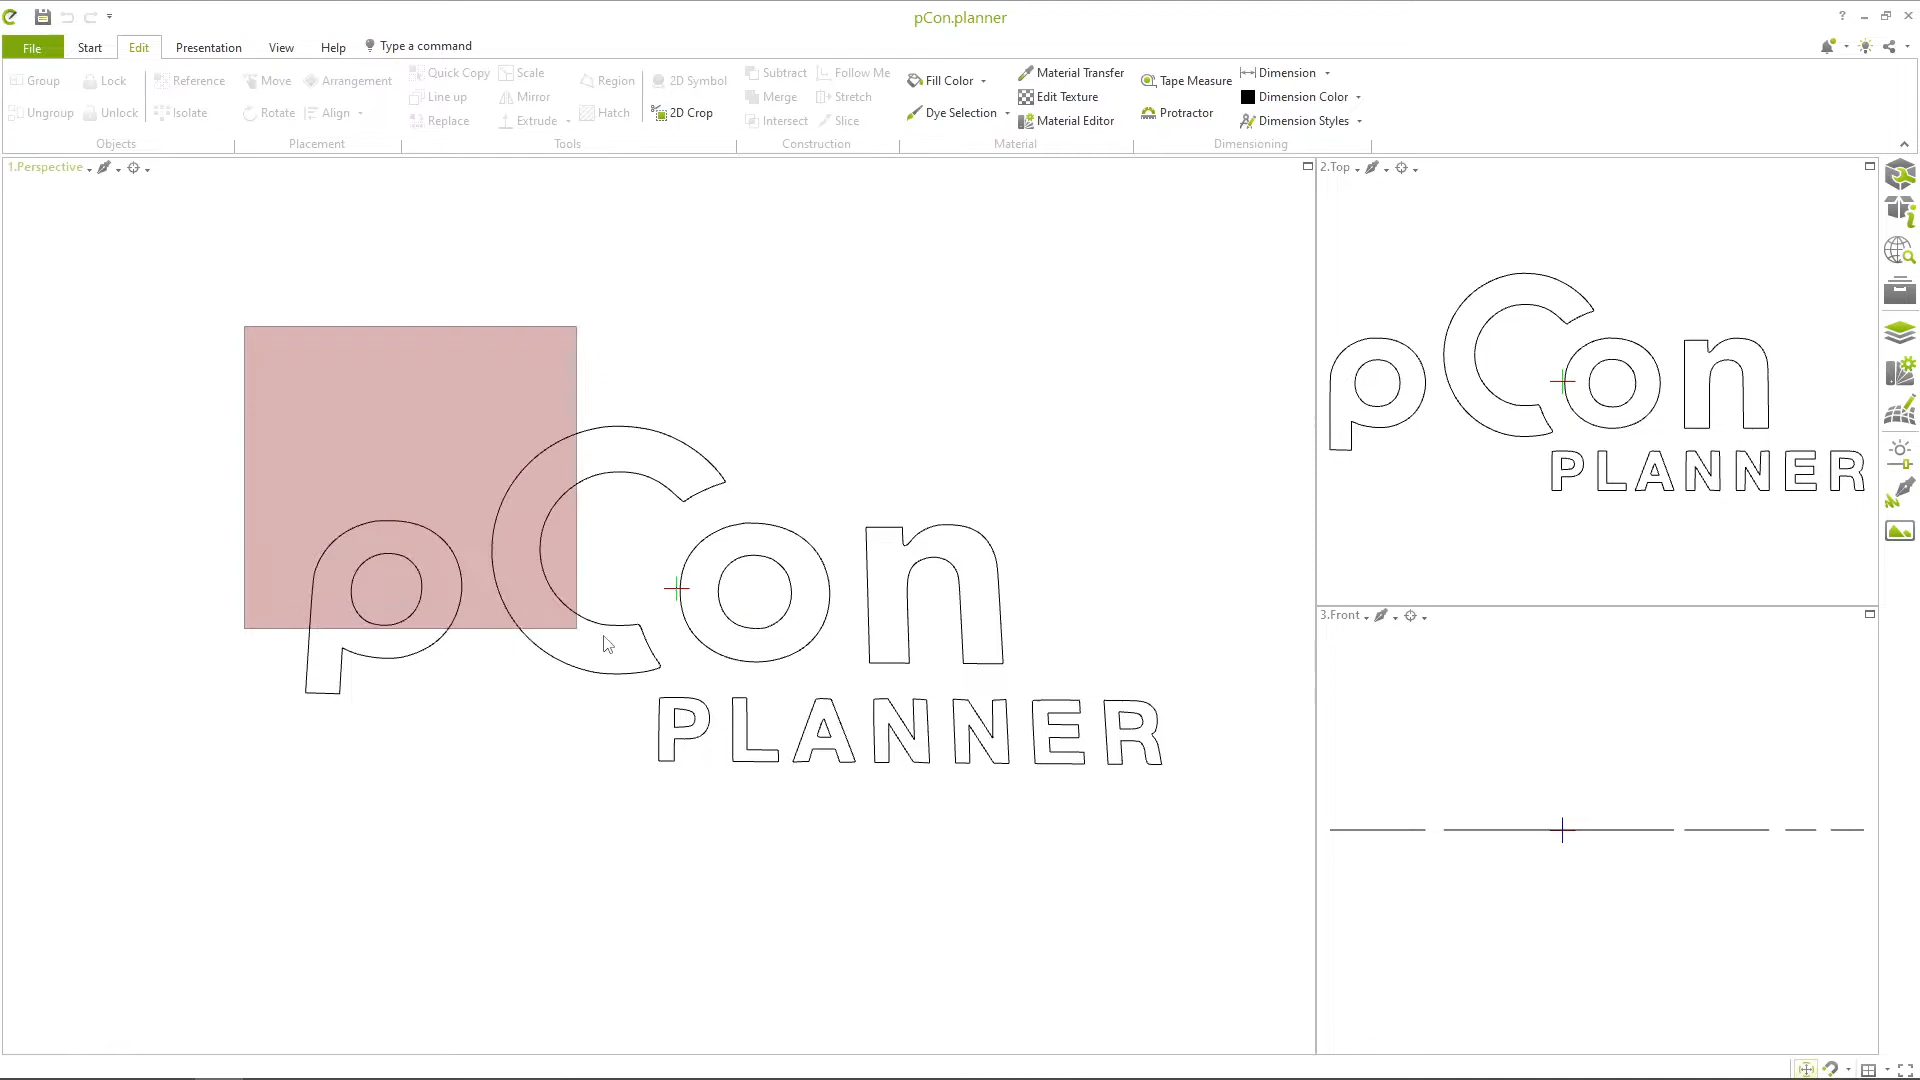 pCon.planner
File Start Edit Presentation View Help Type a command
Group Lock Reference Move Arrangement Quick Copy Scale Region 2D Symbol Subtract Follow Me Fill Color Material Transfer Tape Measure Dimension
Line up Mirror Merge Stretch Edit Texture Dimension Color
Ungroup Unlock Isolate Rotate Align Replace Extrude Hatch 2D Crop Intersect Slice Dye Selection Material Editor Protractor Dimension Styles
Objects Placement Tools Construction Material Dimensioning
1.Perspective
2.Top
pCon
PLANNER
pCon
PLANNER
3.Front